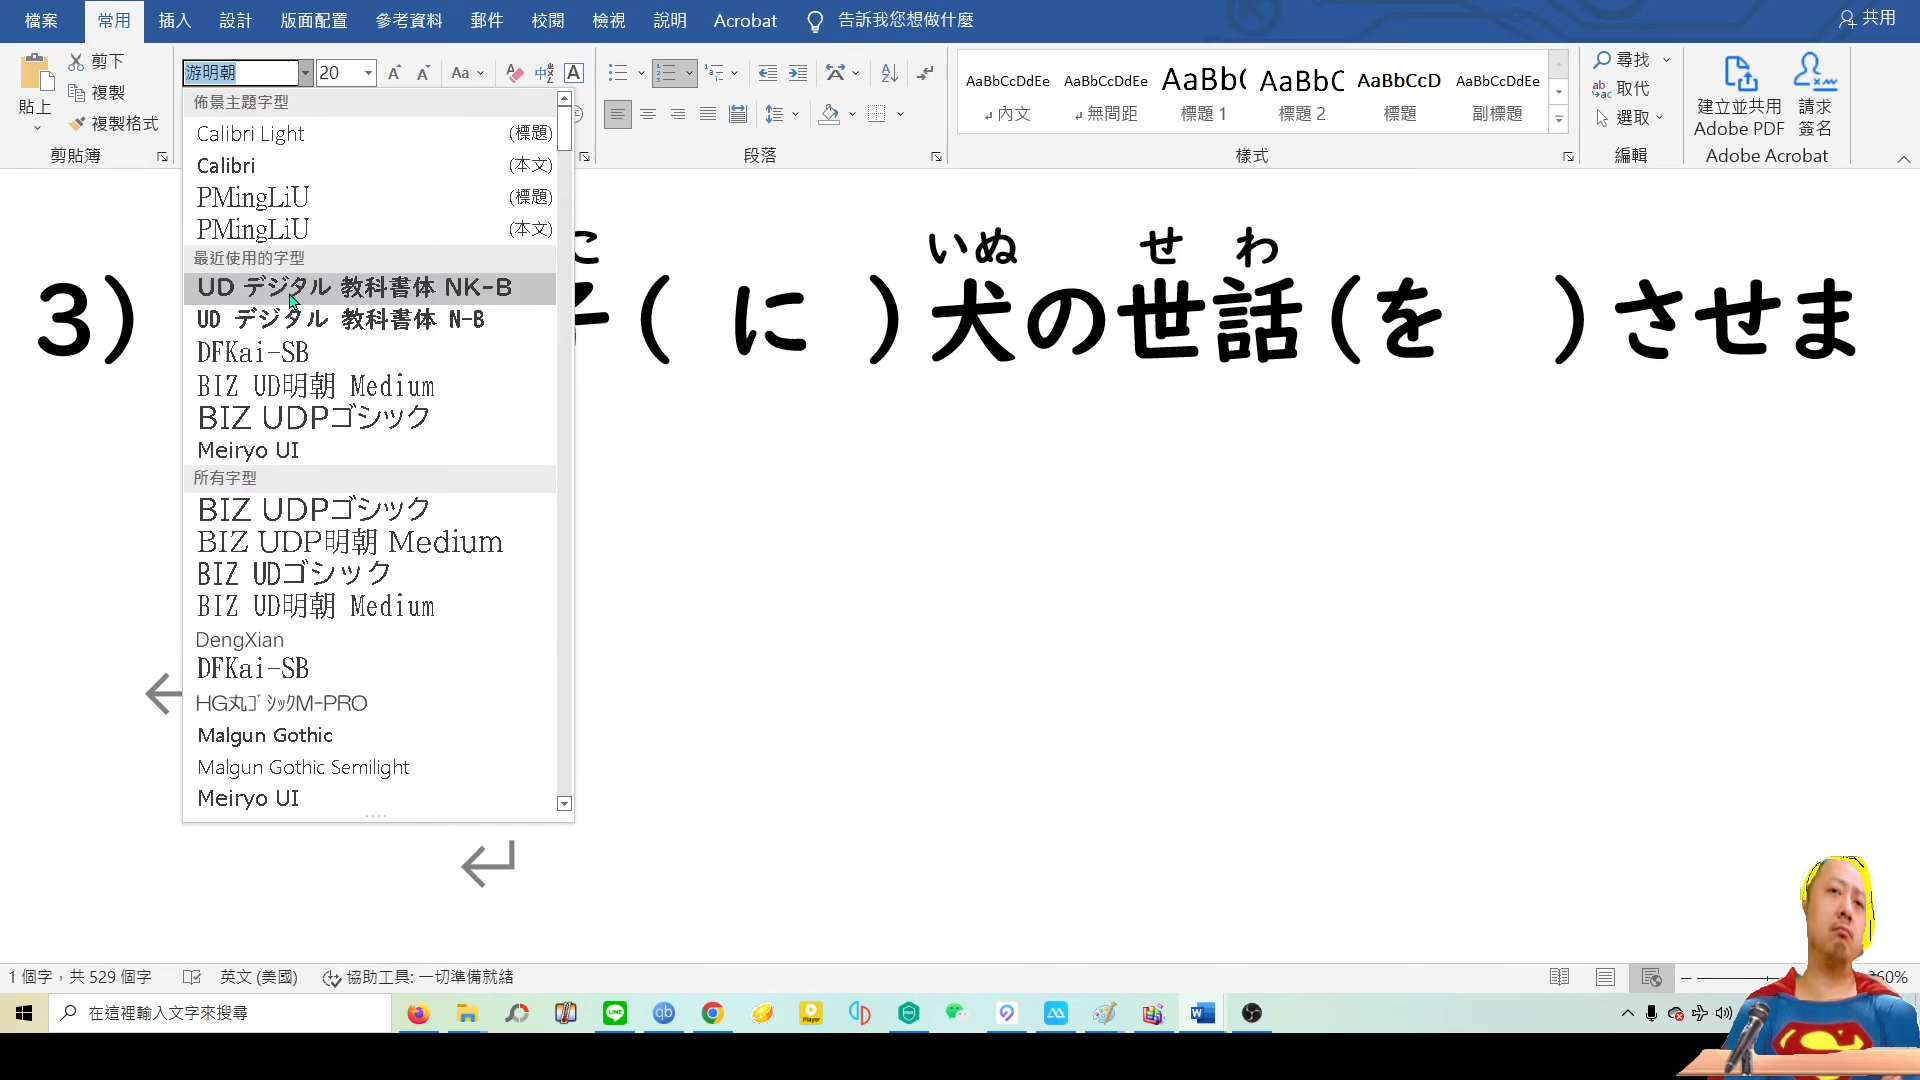 檔案 常用 插入 設計 版面配置 參考資料 郵件 校閱 檢視 說明 Acrobat 告訴我您想做什麼 共用
貼上
剪下
複製
複製格式
剪貼簿
游明朝 20 Aa
段落
AaBbCcDdEe AaBbCcDdEe AaBb( AaBbC AaBbCcD AaBbCcDdEe
內文 無間距 標題 1 標題 2 標題 副標題
樣式
尋找
取代
選取
編輯
建立並共用 Adobe PDF
請求 簽名
Adobe Acrobat
佈景主題字型
Calibri Light (標題)
Calibri (本文)
PMingLiU (標題)
PMingLiU (本文)
最近使用的字型
UD デジタル 教科書体 NK-B
UD デジタル 教科書体 N-B
DFKai-SB
BIZ UD明朝 Medium
BIZ UDPゴシック
Meiryo UI
所有字型
BIZ UDPゴシック
BIZ UDP明朝 Medium
BIZ UDゴシック
BIZ UD明朝 Medium
DengXian
DFKai-SB
HG丸ｺﾞｼｯｸM-PRO
Malgun Gothic
Malgun Gothic Semilight
Meiryo UI
こ いぬ せ わ
3） 子( に )犬の世話(を )させま
1 個字，共 529 個字 英文 (美國) 協助工具: 一切準備就緒 260%
在這裡輸入文字來搜尋